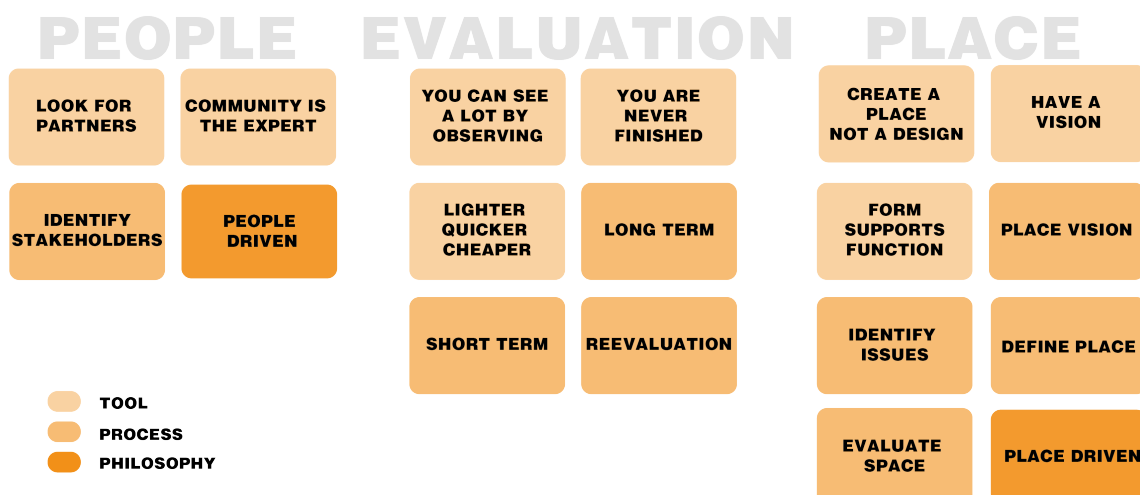 PEOPLE
LOOK FOR
PARTNERS
COMMUNITY IS
THE EXPERT
IDENTIFY
STAKEHOLDERS
PEOPLE
DRIVEN
EVALUATION
YOU CAN SEE
A LOT BY
OBSERVING
YOU ARE
NEVER
FINISHED
LIGHTER
QUICKER
CHEAPER
LONG TERM
SHORT TERM
REEVALUATION
PLACE
CREATE A
PLACE
NOT A DESIGN
HAVE A
VISION
FORM
SUPPORTS
FUNCTION
PLACE VISION
IDENTIFY
ISSUES
DEFINE PLACE
EVALUATE
SPACE
PLACE DRIVEN
TOOL
PROCESS
PHILOSOPHY